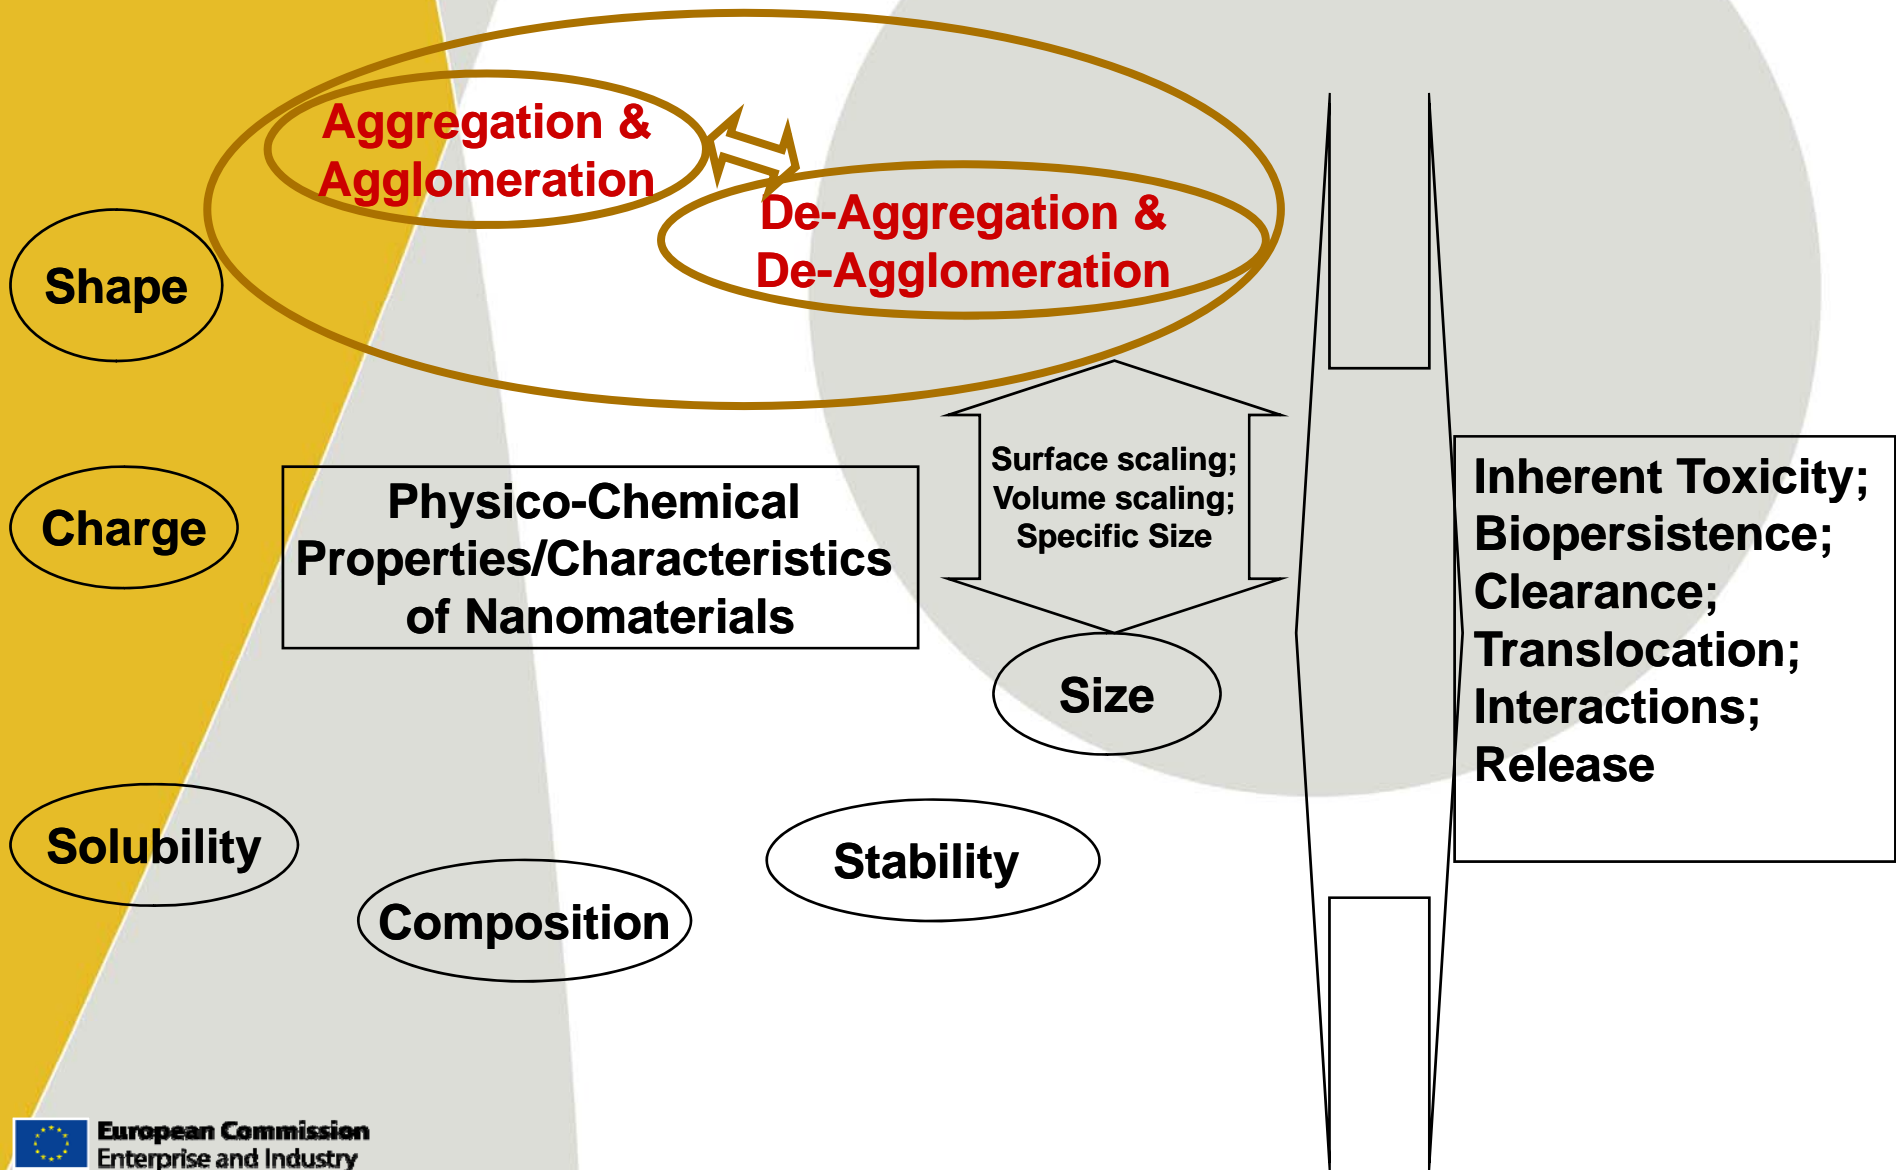 Aggregation &
Agglomeration
De-Aggregation &
De-Agglomeration
Shape
Surface scaling;
Volume scaling;
Specific Size
Charge
Physico-Chemical
Properties/Characteristics
of Nanomaterials
Inherent Toxicity;
Biopersistence;
Clearance;
Translocation;
Interactions;
Release
Size
Solubility
Stability
Composition
European Commission
Enterprise and Industry